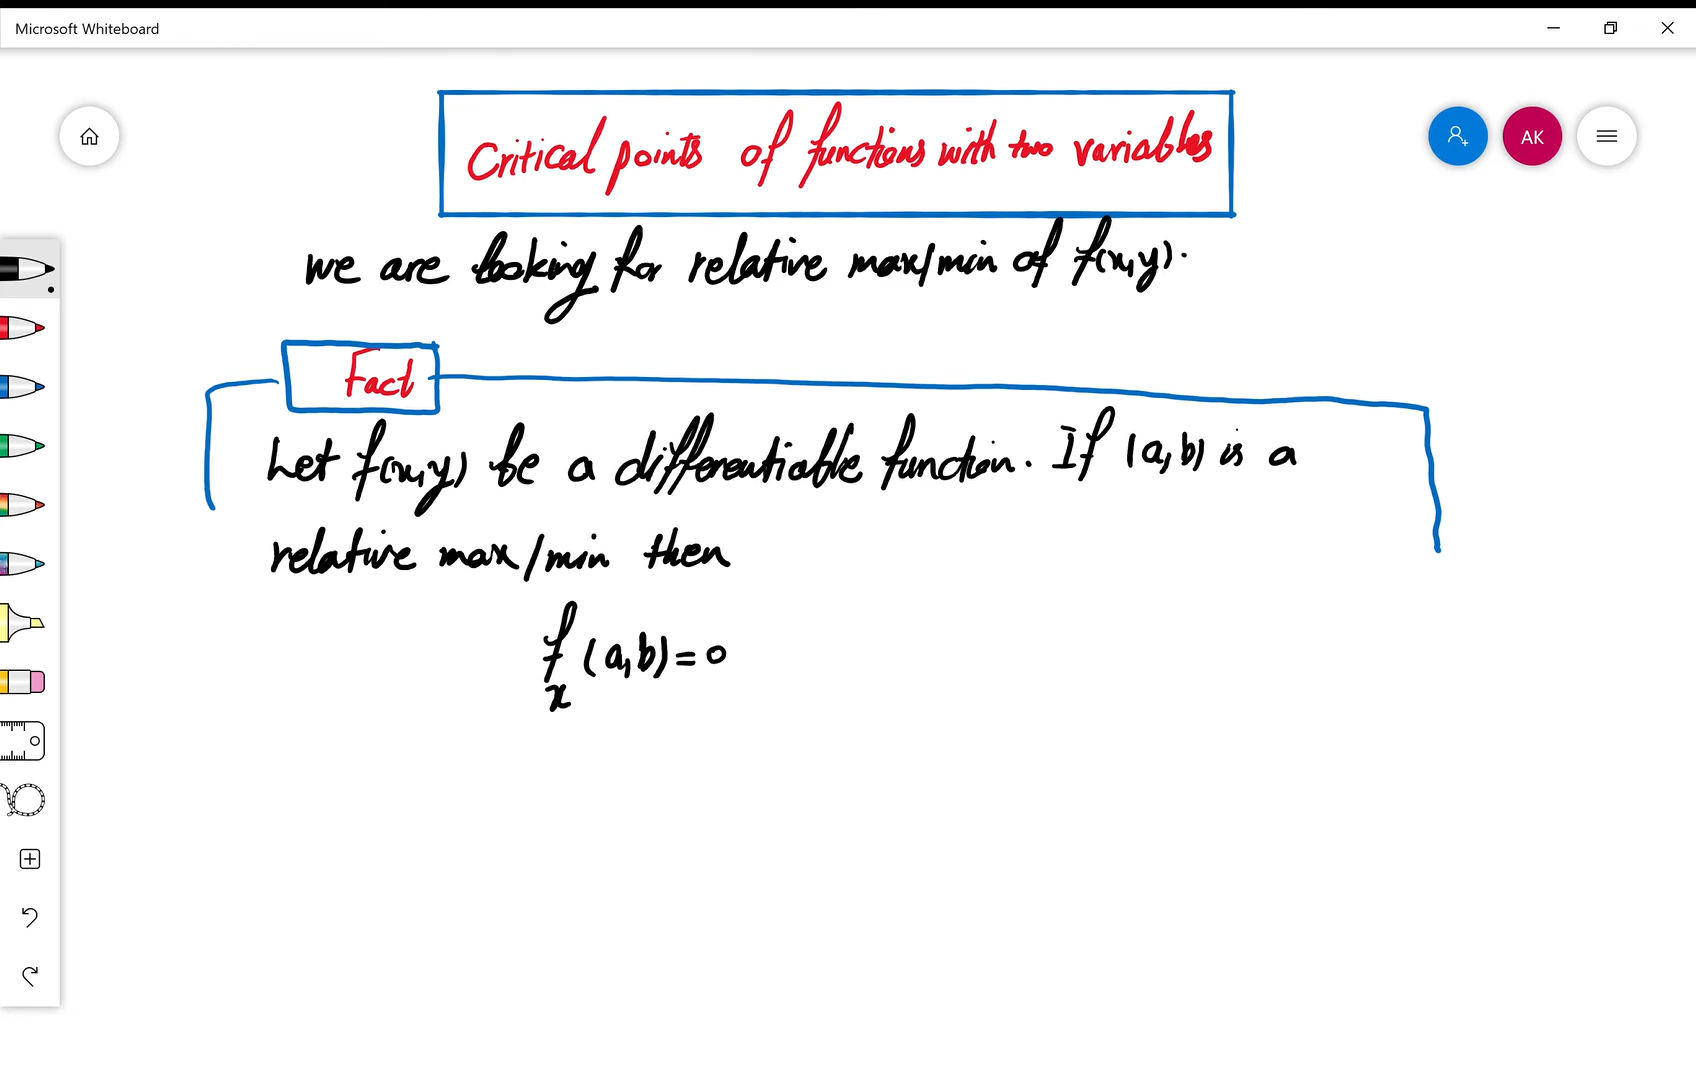 Microsoft Whiteboard
AK
Critical points of functions with two variables
we are looking for relative max/min of f(x,y).
Fact
Let f(x,y) be a differentiable function. If (a,b) is a
relative max/min then
f_x (a,b) = 0